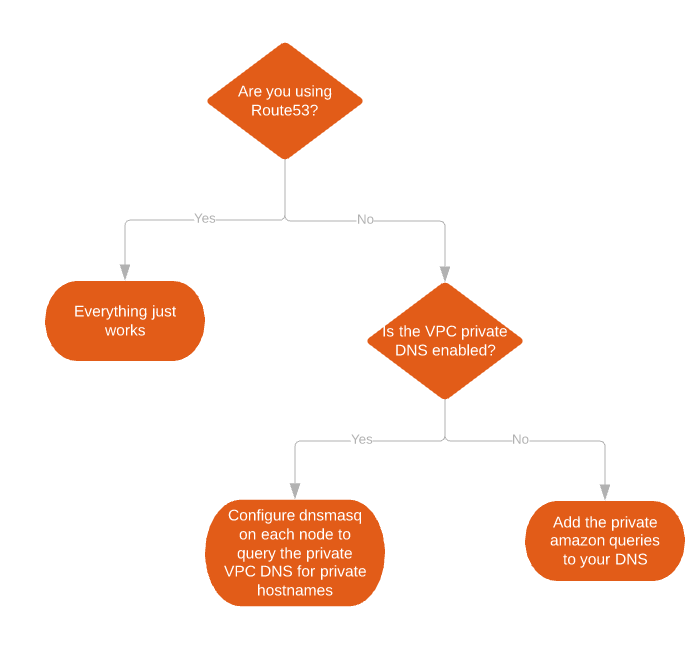 Are you using
Route53?
Yes
No
Everything just
works
Is the VPC private
DNS enabled?
Yes
No
Configure dnsmasq
on each node to
query the private
VPC DNS for private
hostnames
Add the private
amazon queries
to your DNS